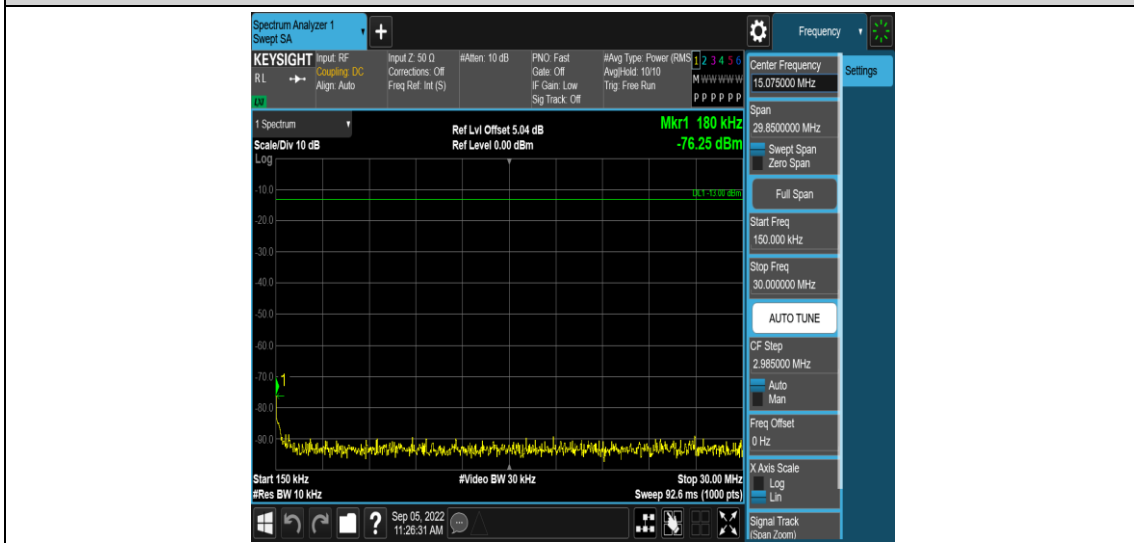 Spectrum Analyzer 1
Swept SA
+
Frequency
KEYSIGHT Input: RF Input Z: 50 Ω #Atten: 10 dB PNO: Fast #Avg Type: Power (RMS 1 2 3 4 5 6
RL Coupling: DC Corrections: Off Gate: Off Avg|Hold: 10/10 M W W W W W
Align: Auto Freq Ref: Int (S) IF Gain: Low Trig: Free Run
Sig Track: Off P P P P P P
1 Spectrum
Scale/Div 10 dB
Ref Lvl Offset 5.04 dB
Ref Level 0.00 dBm
Mkr1 180 kHz
-76.25 dBm
Log
DL1 -13.00 dBm
-10.0
-20.0
-30.0
-40.0
-50.0
-60.0
-70.0
1
-80.0
-90.0
Start 150 kHz #Video BW 30 kHz Stop 30.00 MHz
#Res BW 10 kHz Sweep 92.6 ms (1000 pts)
?
Sep 05, 2022
11:26:31 AM
Center Frequency
15.075000 MHz
Settings
Span
29.8500000 MHz
Swept Span
Zero Span
Full Span
Start Freq
150.000 kHz
Stop Freq
30.000000 MHz
AUTO TUNE
CF Step
2.985000 MHz
Auto
Man
Freq Offset
0 Hz
X Axis Scale
Log
Lin
Signal Track
(Span Zoom)